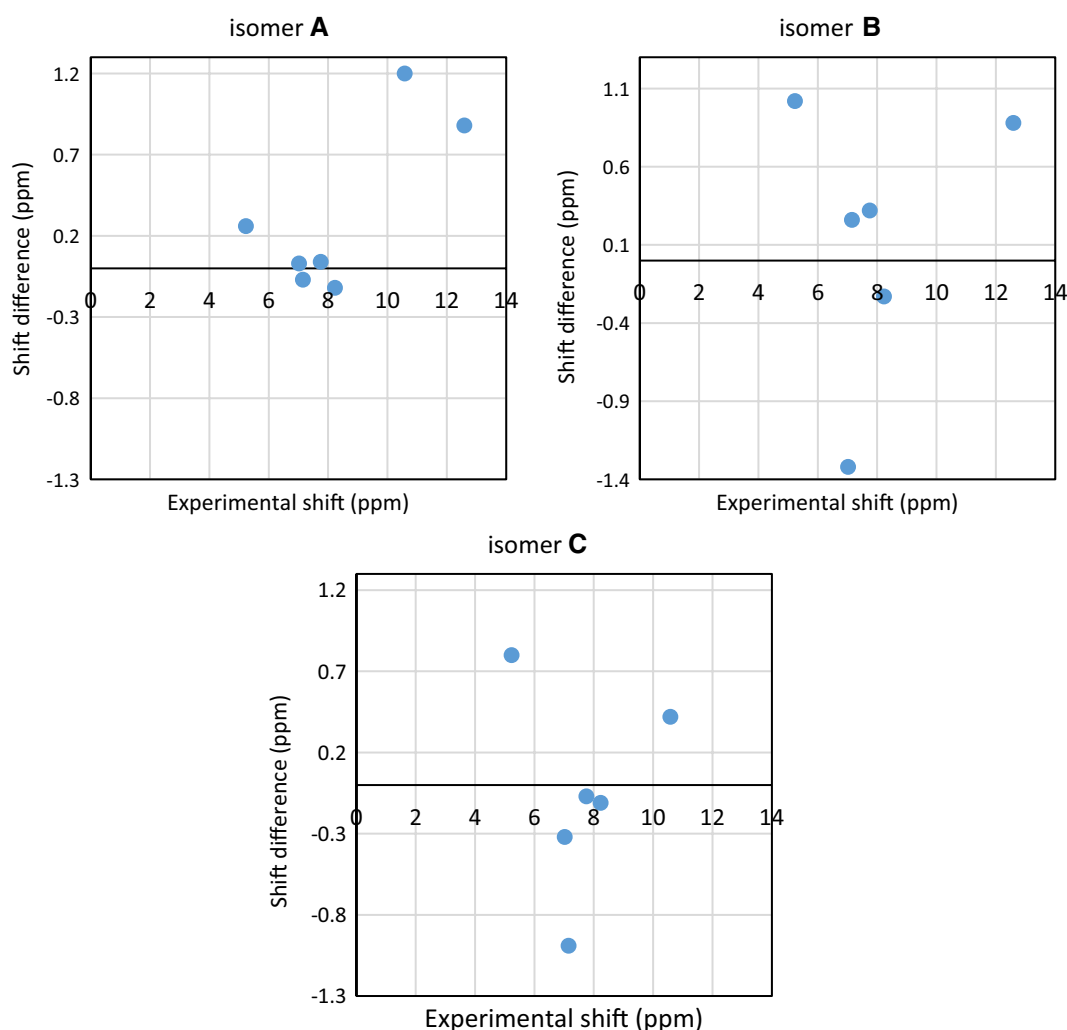 isomer A
1.2
0.7
0.2
-0.3
-0.8
-1.3
0 2 4 6 8 10 12 14
Shift difference (ppm)
Experimental shift (ppm)
isomer B
1.1
0.6
0.1
-0.4
-0.9
-1.4
0 2 4 6 8 10 12 14
Shift difference (ppm)
Experimental shift (ppm)
isomer C
1.2
0.7
0.2
-0.3
-0.8
-1.3
0 2 4 6 8 10 12 14
Shift difference (ppm)
Experimental shift (ppm)